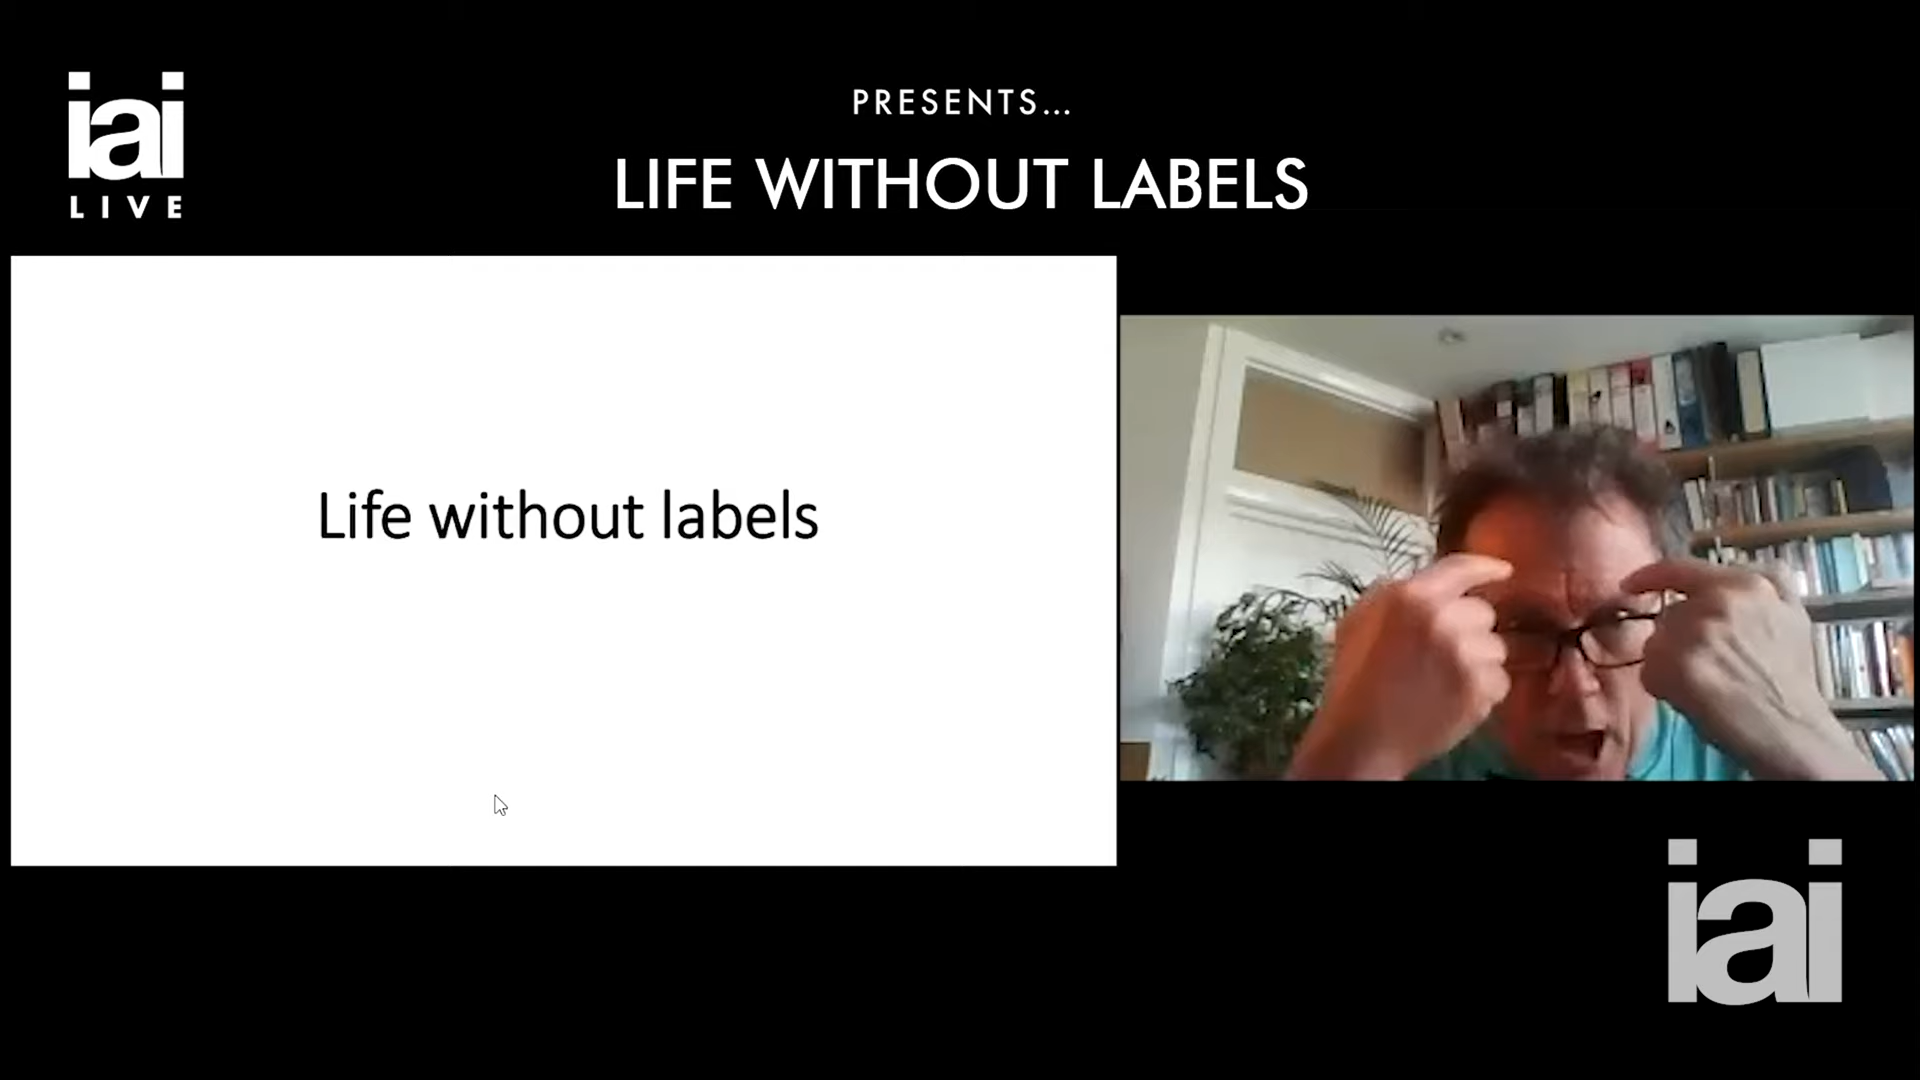 iai
LIVE
PRESENTS...
LIFE WITHOUT LABELS
Life without labels
iai